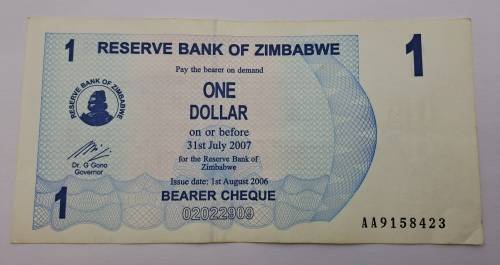 1
RESERVE BANK OF ZIMBABWE
1
Pay the bearer on demand
RESERVE BANK OF ZIMBABWE
ONE
DOLLAR
on or before
31st July 2007
for the Reserve Bank of
Zimbabwe
Dr. G Gono
Governor
Issue date: 1st August 2006
BEARER CHEQUE
1
02022909
AA9158423